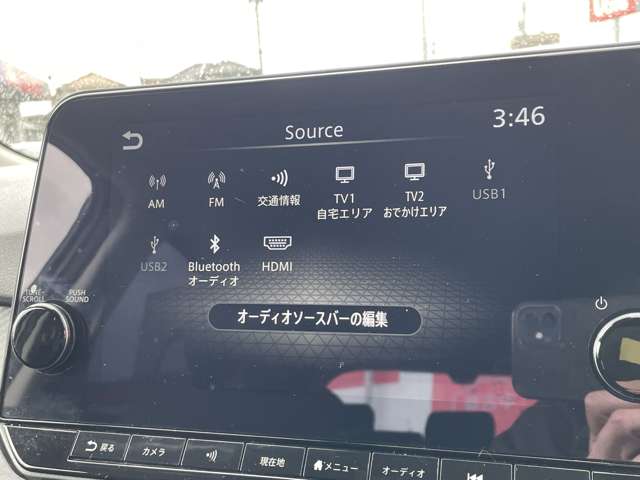 Source
3:46
AM
FM
交通情報
TV1
自宅エリア
TV2
おでかけエリア
USB1
USB2
Bluetooth
オーディオ
HDMI
オーディオソースバーの編集
TUNE·
SCROLL
PUSH
SOUND
戻る
カメラ
現在地
メニュー
オーディオ